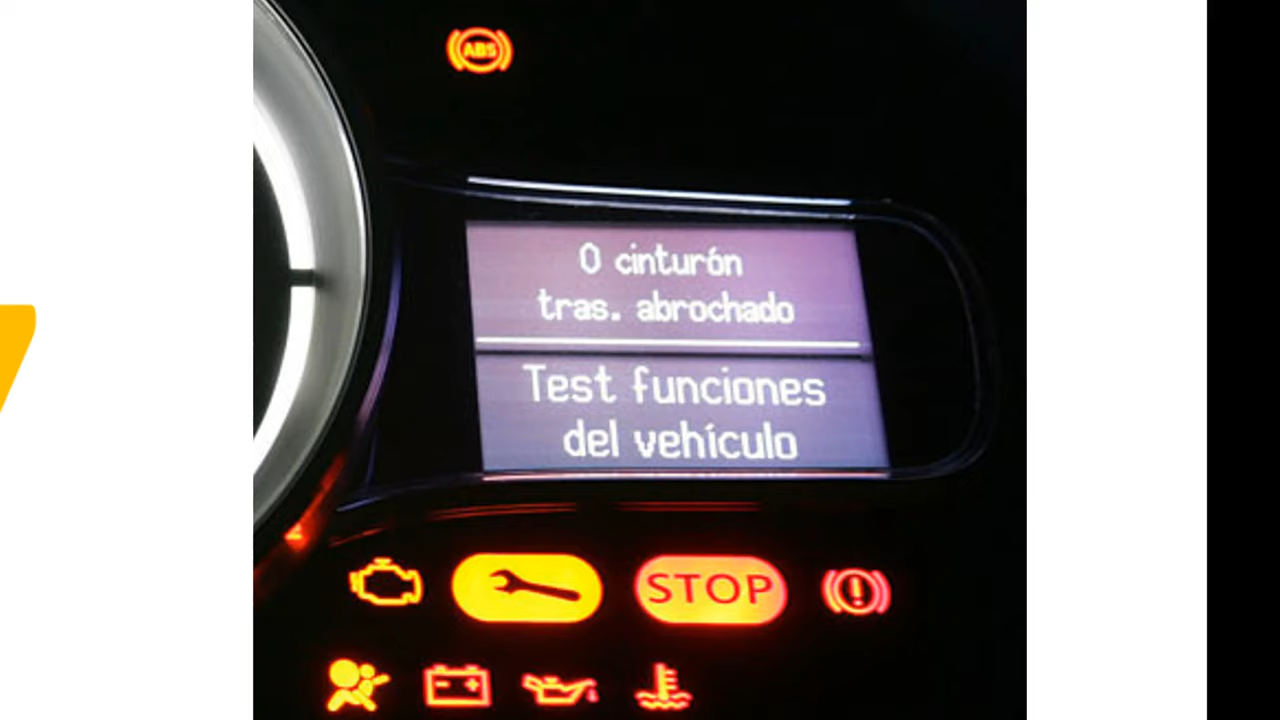 ABS
0 cinturón
tras. abrochado
Test funciones
del vehículo
STOP